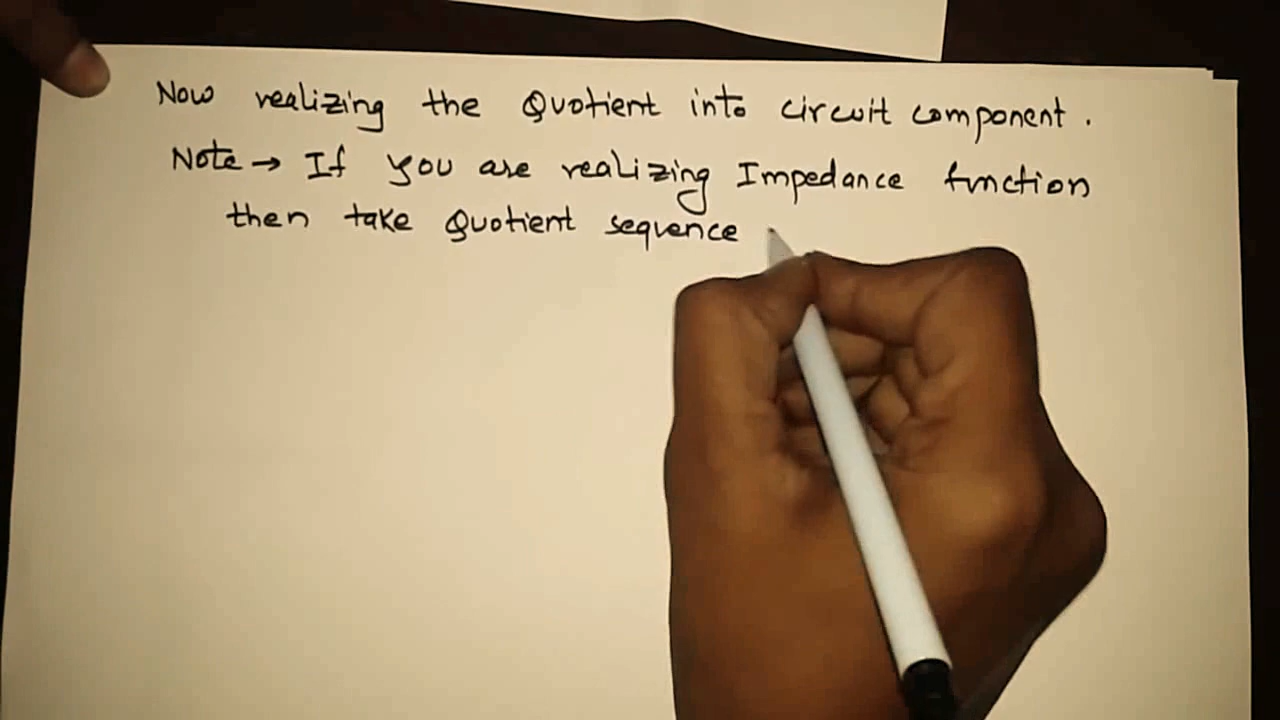 Now realizing the Quotient into circuit component.
Note → If you are realizing Impedance function
then take Quotient sequence